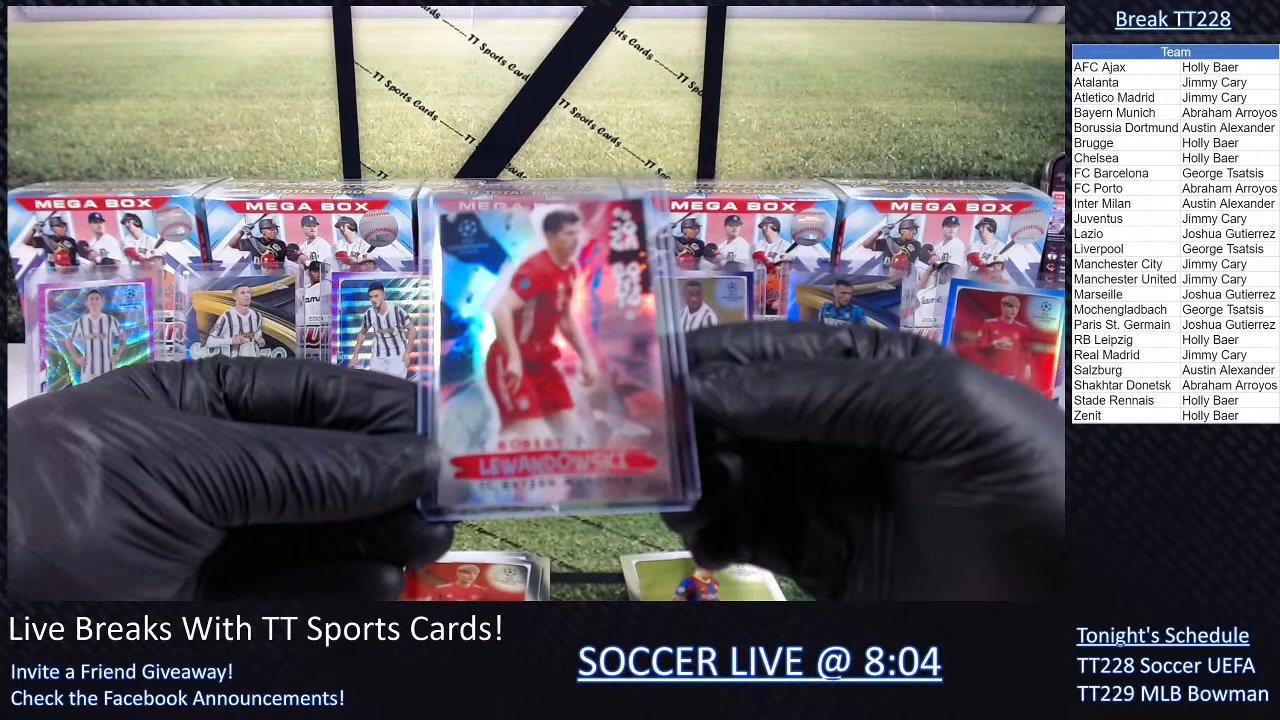 Break TT228
Team
AFC Ajax Holly Baer
Atalanta Jimmy Cary
Atletico Madrid Jimmy Cary
Bayern Munich Abraham Arroyos
Borussia Dortmund Austin Alexander
Brugge Holly Baer
Chelsea Holly Baer
FC Barcelona George Tsatsis
FC Porto Abraham Arroyos
Inter Milan Austin Alexander
Juventus Jimmy Cary
Lazio Joshua Gutierrez
Liverpool George Tsatsis
Manchester City Jimmy Cary
Manchester United Jimmy Cary
Marseille Joshua Gutierrez
Mochengladbach George Tsatsis
Paris St. Germain Joshua Gutierrez
RB Leipzig Holly Baer
Real Madrid Jimmy Cary
Salzburg Austin Alexander
Shakhtar Donetsk Abraham Arroyos
Stade Rennais Holly Baer
Zenit Holly Baer
TT Sports Cards
TT Sports Cards
TT Sports Cards
MEGA BOX
MEGA BOX
MEGA BOX
MEGA BOX
MEGA BOX
ROBERT
LEWANDOWSKI
FC BAYERN
Live Breaks With TT Sports Cards!
Invite a Friend Giveaway!
Check the Facebook Announcements!
SOCCER LIVE @ 8:04
Tonight's Schedule
TT228 Soccer UEFA
TT229 MLB Bowman